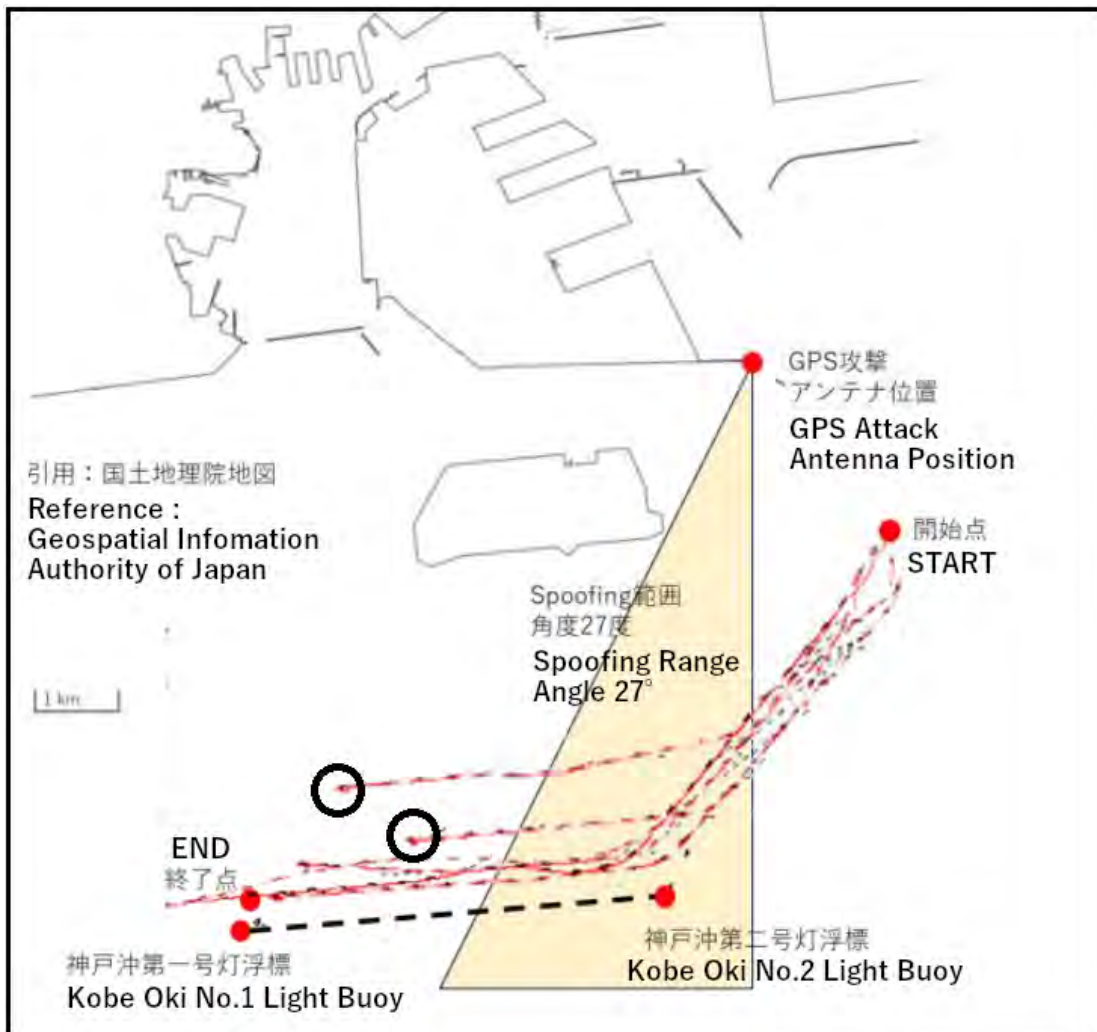 GPS攻撃
アンテナ位置
GPS Attack
Antenna Position
引用：国土地理院地図
Reference :
Geospatial Infomation
Authority of Japan
開始点
START
Spoofing範囲
角度27度
Spoofing Range
Angle 27°
1 km
END
終了点
神戸沖第一号灯浮標
Kobe Oki No.1 Light Buoy
神戸沖第二号灯浮標
Kobe Oki No.2 Light Buoy